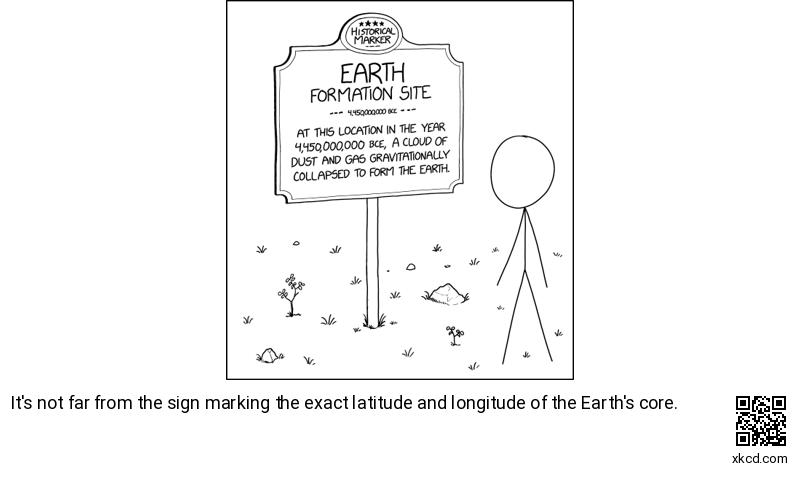 ★★★★
HISTORICAL
MARKER
EARTH
FORMATION SITE
--- 4,450,000,000 BCE ---
AT THIS LOCATION IN THE YEAR
4,450,000,000 BCE, A CLOUD OF
DUST AND GAS GRAVITATIONALLY
COLLAPSED TO FORM THE EARTH.
It's not far from the sign marking the exact latitude and longitude of the Earth's core.
xkcd.com